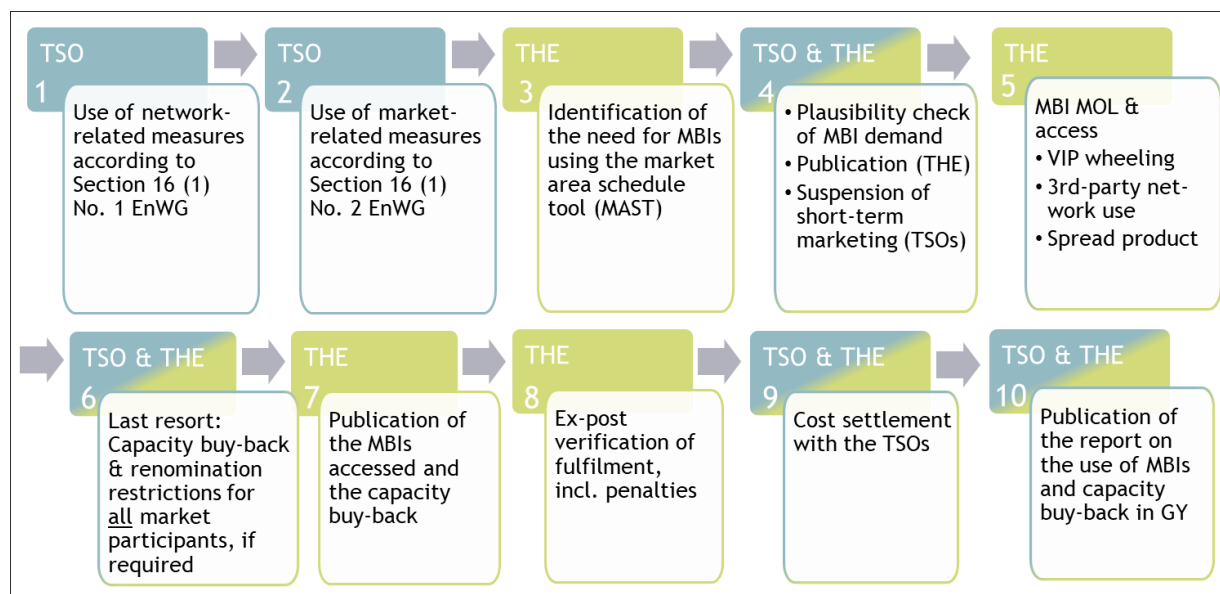 TSO
1
Use of network-
related measures
according to
Section 16 (1)
No. 1 EnWG
TSO
2
Use of market-
related measures
according to
Section 16 (1)
No. 2 EnWG
THE
3
Identification of
the need for MBIs
using the market
area schedule
tool (MAST)
TSO & THE
4
• Plausibility check
of MBI demand
• Publication (THE)
• Suspension of
short-term
marketing (TSOs)
THE
5
MBI MOL &
access
• VIP wheeling
• 3rd-party net-
work use
• Spread product
TSO & THE
6
Last resort:
Capacity buy-back
& renomination
restrictions for
all market
participants, if
required
THE
7
Publication of
the MBIs
accessed and
the capacity
buy-back
THE
8
Ex-post
verification of
fulfilment,
incl. penalties
TSO & THE
9
Cost settlement
with the TSOs
TSO & THE
10
Publication of
the report on
the use of MBIs
and capacity
buy-back in GY